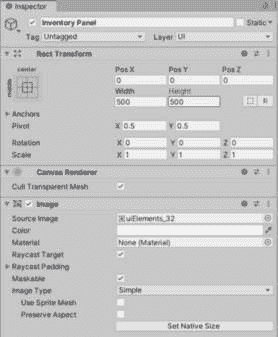 Inspector
Inventory Panel Static
Tag Untagged Layer UI
Rect Transform
center Pos X Pos Y Pos Z
middle 0 0 0
Width Height
500 500 R
Anchors
Pivot X 0.5 Y 0.5
Rotation X 0 Y 0 Z 0
Scale X 1 Y 1 Z 1
Canvas Renderer
Cull Transparent Mesh
Image
Source Image uiElements_32
Color
Material None (Material)
Raycast Target
Raycast Padding
Maskable
Image Type Simple
Use Sprite Mesh
Preserve Aspect
Set Native Size